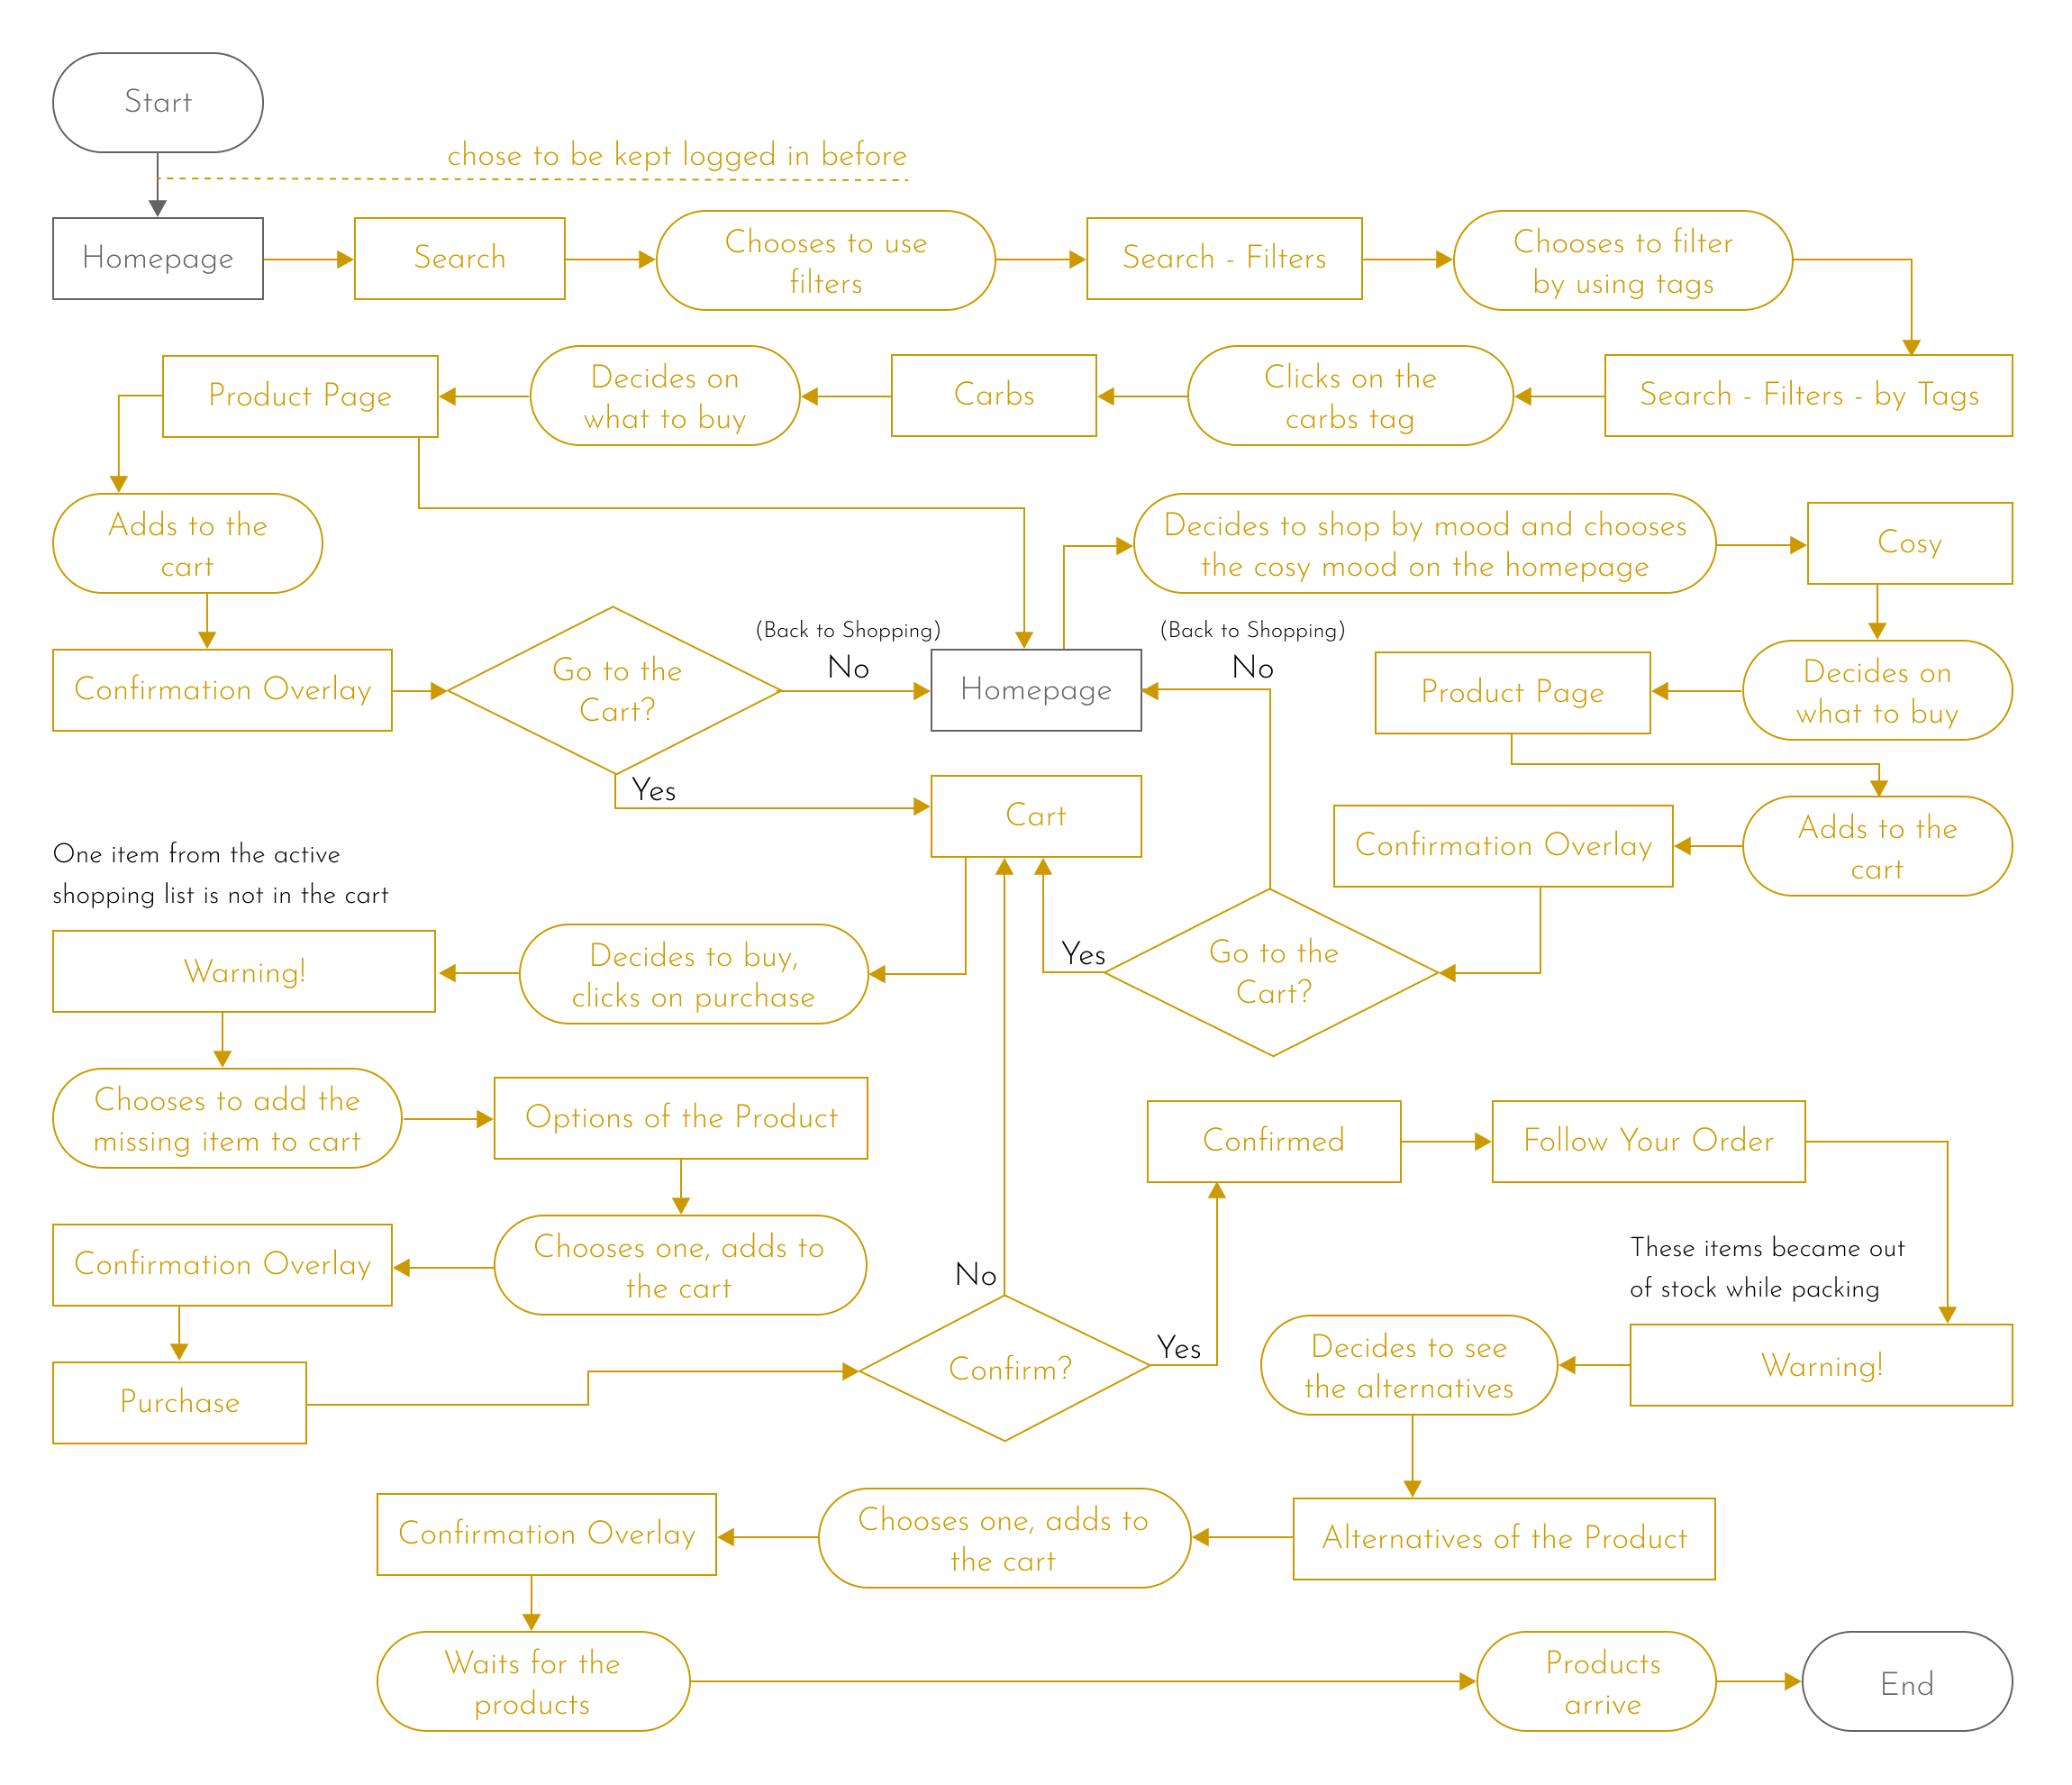 Start
chose to be kept logged in before
Homepage
Search
Chooses to use
filters
Search - Filters
Chooses to filter
by using tags
Product Page
Decides on
what to buy
Carbs
Clicks on the
carbs tag
Search - Filters - by Tags
Adds to the
cart
Decides to shop by mood and chooses
the cosy mood on the homepage
Cosy
Confirmation Overlay
Go to the
Cart?
(Back to Shopping)
No
Homepage
(Back to Shopping)
No
Product Page
Decides on
what to buy
Yes
Cart
Confirmation Overlay
Adds to the
cart
One item from the active
shopping list is not in the cart
Warning!
Decides to buy,
clicks on purchase
Yes
Go to the
Cart?
Chooses to add the
missing item to cart
Options of the Product
Confirmed
Follow Your Order
Confirmation Overlay
Chooses one, adds to
the cart
No
These items became out
of stock while packing
Purchase
Confirm?
Yes
Decides to see
the alternatives
Warning!
Confirmation Overlay
Chooses one, adds to
the cart
Alternatives of the Product
Waits for the
products
Products
arrive
End